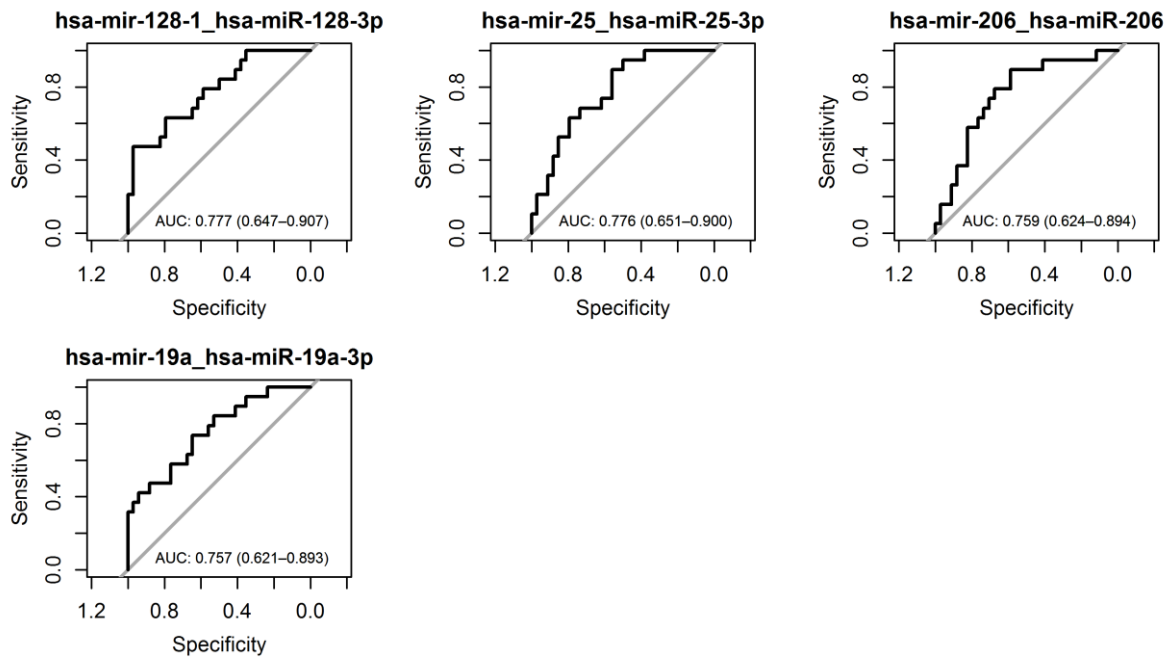 hsa-mir-128-1_hsa-miR-128-3p
Sensitivity
0.0 0.4 0.8
AUC: 0.777 (0.647–0.907)
1.2 0.8 0.4 0.0
Specificity
hsa-mir-25_hsa-miR-25-3p
Sensitivity
0.0 0.4 0.8
AUC: 0.776 (0.651–0.900)
1.2 0.8 0.4 0.0
Specificity
hsa-mir-206_hsa-miR-206
Sensitivity
0.0 0.4 0.8
AUC: 0.759 (0.624–0.894)
1.2 0.8 0.4 0.0
Specificity
hsa-mir-19a_hsa-miR-19a-3p
Sensitivity
0.0 0.4 0.8
AUC: 0.757 (0.621–0.893)
1.2 0.8 0.4 0.0
Specificity